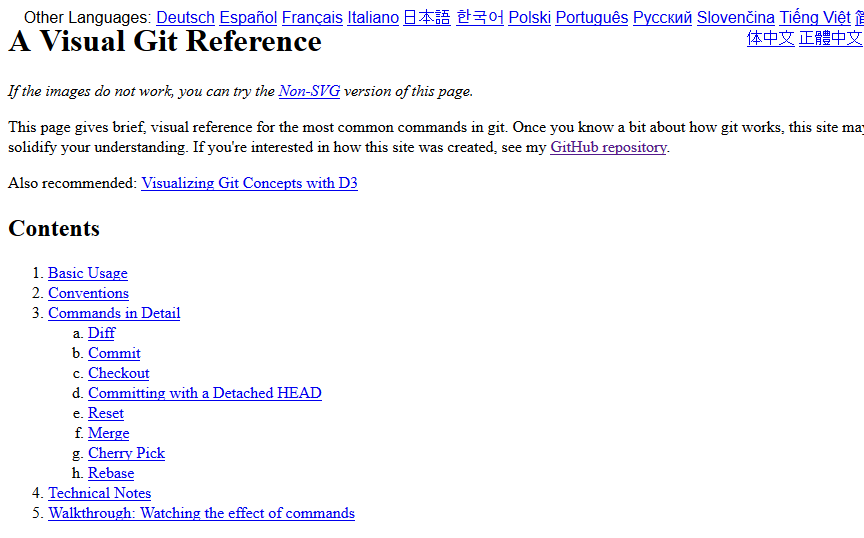 Other Languages: Deutsch Español Français Italiano 日本語 한국어 Polski Português Русский Slovenčina Tiếng Việt 简
体中文 正體中文
A Visual Git Reference
If the images do not work, you can try the Non-SVG version of this page.
This page gives brief, visual reference for the most common commands in git. Once you know a bit about how git works, this site may
solidify your understanding. If you're interested in how this site was created, see my GitHub repository.
Also recommended: Visualizing Git Concepts with D3
Contents
1. Basic Usage
2. Conventions
3. Commands in Detail
a. Diff
b. Commit
c. Checkout
d. Committing with a Detached HEAD
e. Reset
f. Merge
g. Cherry Pick
h. Rebase
4. Technical Notes
5. Walkthrough: Watching the effect of commands